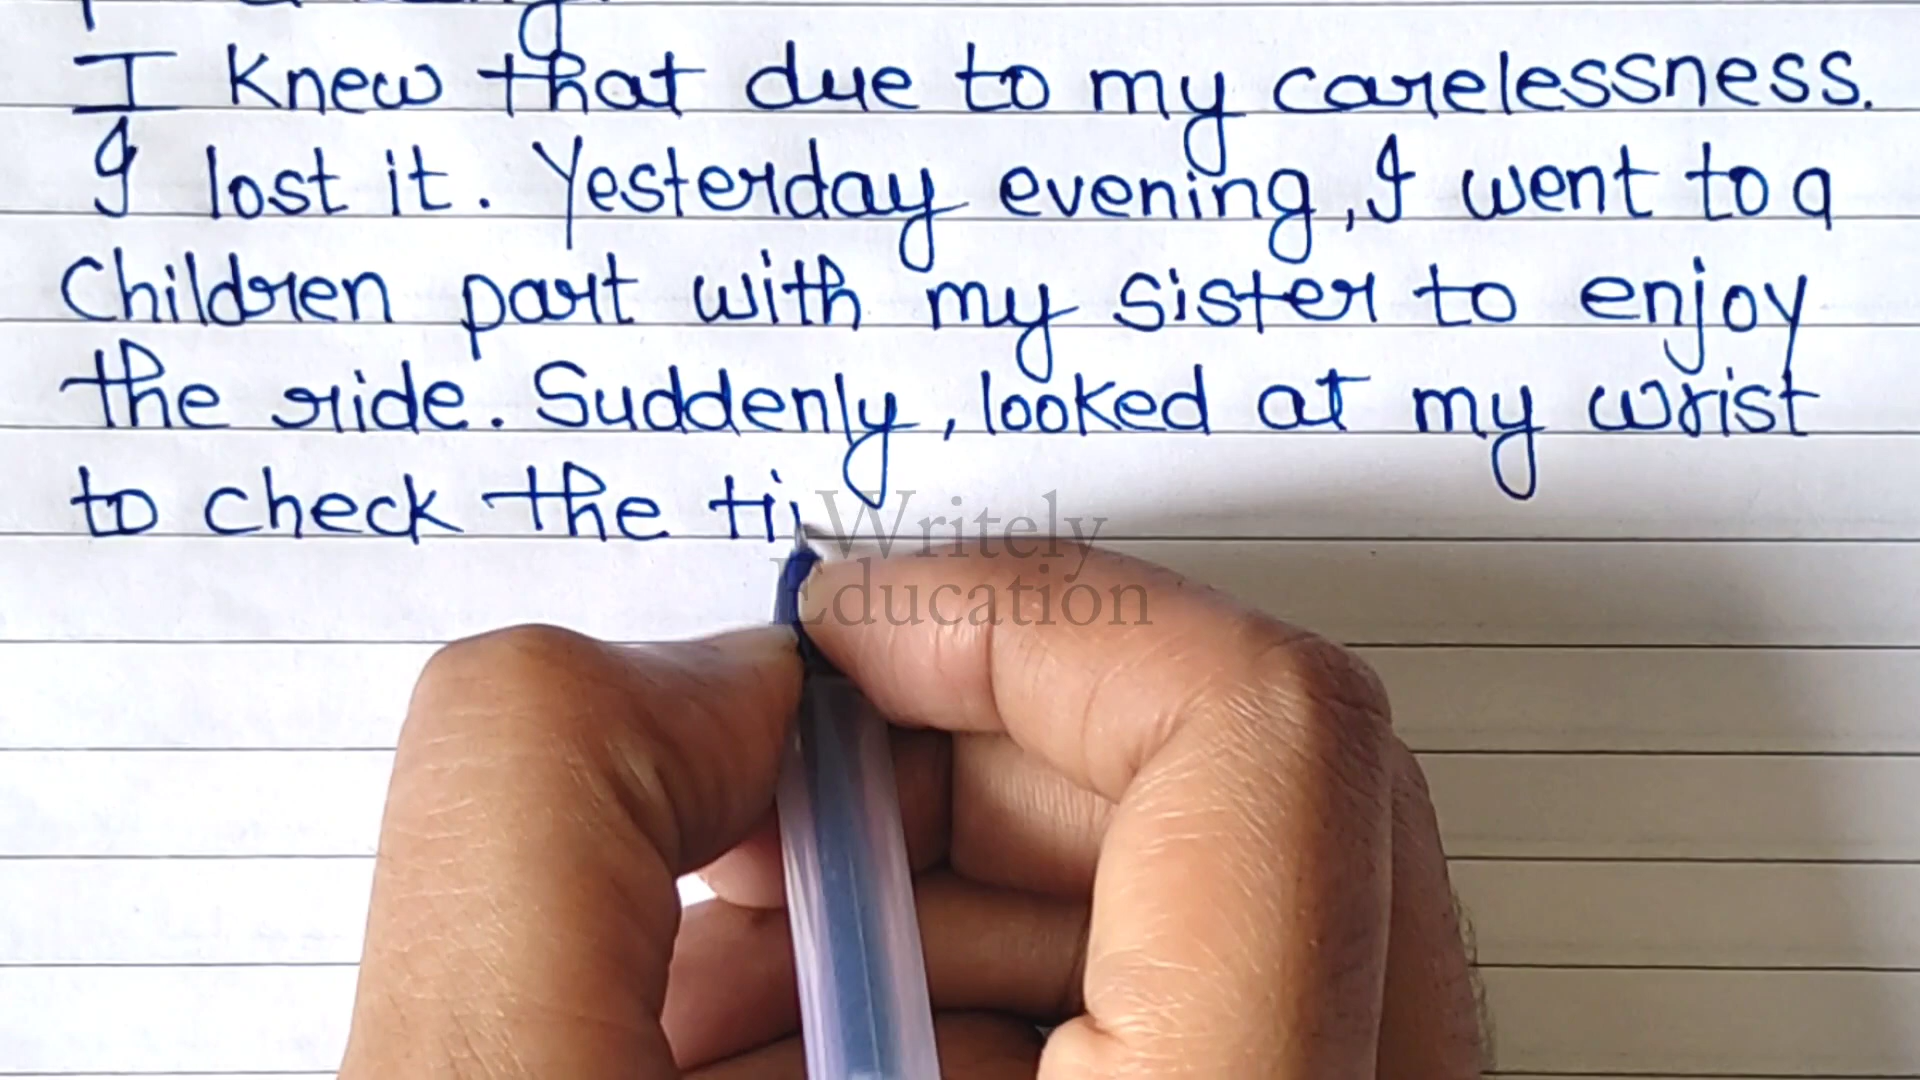 I knew that due to my carelessness.
I lost it. Yesterday evening, I went to a
Children part with my sister to enjoy
the ride. Suddenly, looked at my wrist
to check the ti
Writely
Education